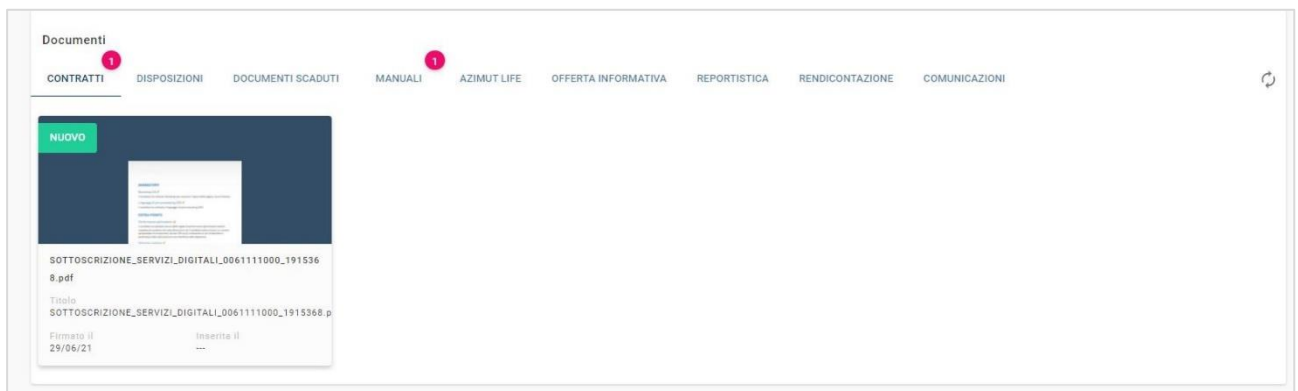 Documenti
1 1
CONTRATTI DISPOSIZIONI DOCUMENTI SCADUTI MANUALI AZIMUT LIFE OFFERTA INFORMATIVA REPORTISTICA RENDICONTAZIONE COMUNICAZIONI
NUOVO
SOTTOSCRIZIONE_SERVIZI_DIGITALI_0061111000_191536
8.pdf
Titolo
SOTTOSCRIZIONE_SERVIZI_DIGITALI_0061111000_1915368.p
Firmato il Inserita il
29/06/21 ---